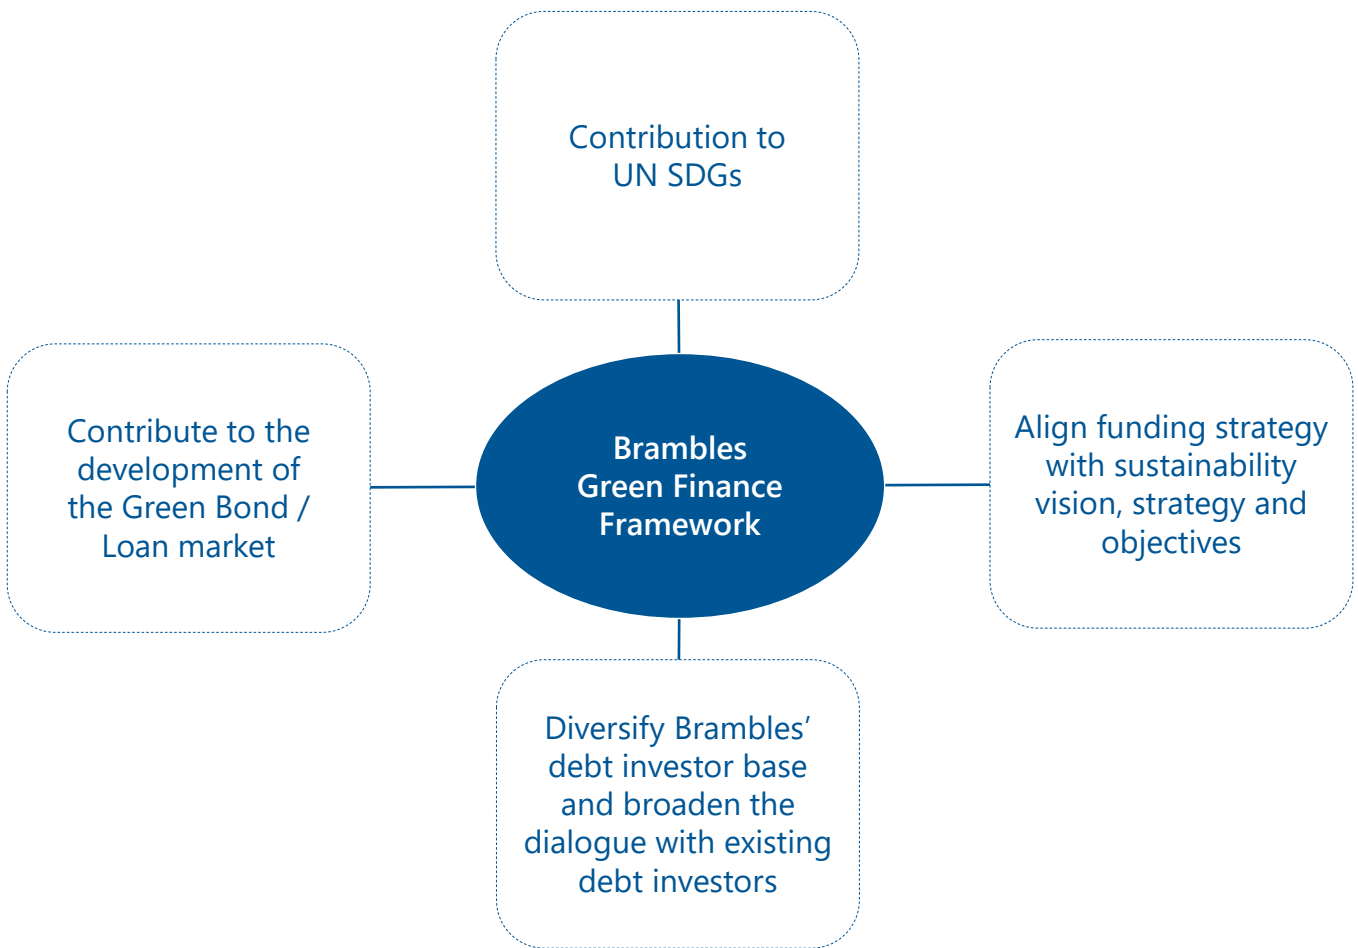 Contribution to
UN SDGs
Contribute to the
development of
the Green Bond /
Loan market
Brambles
Green Finance
Framework
Align funding strategy
with sustainability
vision, strategy and
objectives
Diversify Brambles’
debt investor base
and broaden the
dialogue with existing
debt investors